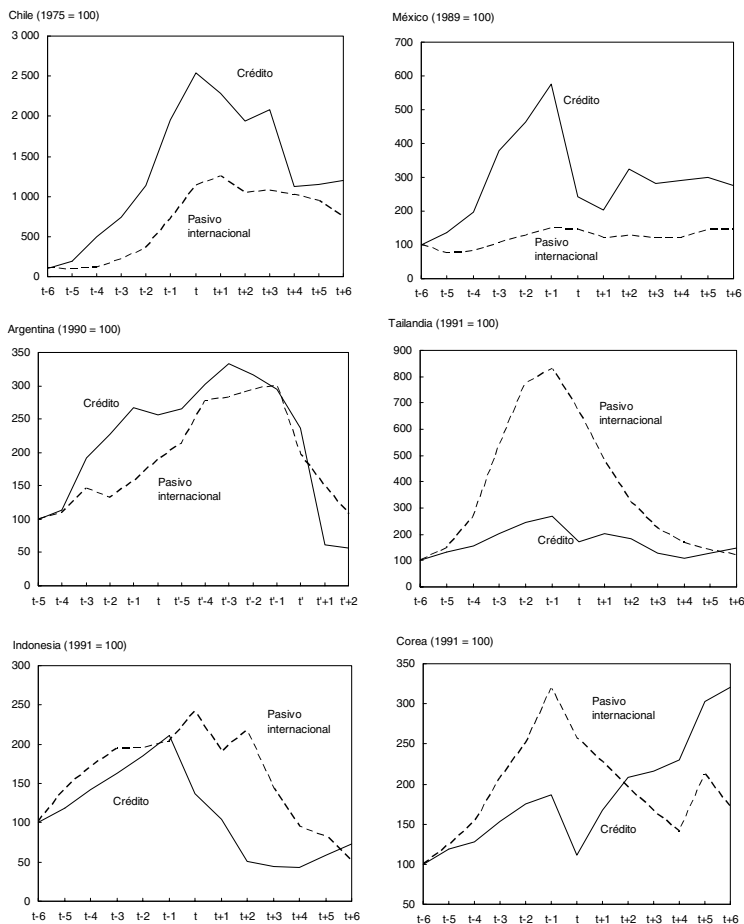 Chile (1975 = 100)
2 500
3 000
2 000
1 500
1 000
500
0
Crédito
Pasivo
internacional
t-6 t-5 t-4 t-3 t-2 t-1 t t+1 t+2 t+3 t+4 t+5 t+6
México (1989 = 100)
700
600
500
400
300
200
100
0
Crédito
Pasivo
internacional
t-6 t-5 t-4 t-3 t-2 t-1 t t+1 t+2 t+3 t+4 t+5 t+6
Argentina (1990 = 100)
350
300
250
200
150
100
50
0
Crédito
Pasivo
internacional
t-5 t-4 t-3 t-2 t-1 t t'-5 t'-4 t'-3 t'-2 t'-1 t' t'+1 t'+2
Tailandia (1991 = 100)
900
800
700
600
500
400
300
200
100
0
Pasivo
internacional
Crédito
t-6 t-5 t-4 t-3 t-2 t-1 t t+1 t+2 t+3 t+4 t+5 t+6
Indonesia (1991 = 100)
300
250
200
150
100
50
0
Pasivo
internacional
Crédito
t-6 t-5 t-4 t-3 t-2 t-1 t t+1 t+2 t+3 t+4 t+5 t+6
Corea (1991 = 100)
350
300
250
200
150
100
50
Pasivo
internacional
Crédito
t-6 t-5 t-4 t-3 t-2 t-1 t t+1 t+2 t+3 t+4 t+5 t+6